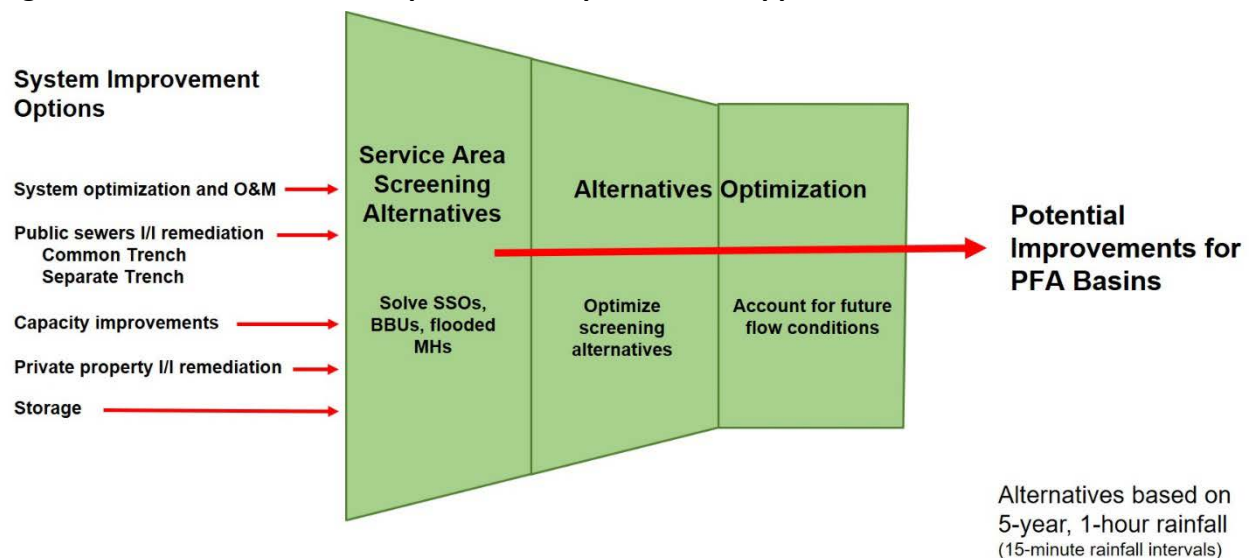 System Improvement
Options
System optimization and O&M
Public sewers I/I remediation
Common Trench
Separate Trench
Capacity improvements
Private property I/I remediation
Storage
Service Area
Screening
Alternatives
Solve SSOs,
BBUs, flooded
MHs
Alternatives Optimization
Optimize
screening
alternatives
Account for future
flow conditions
Potential
Improvements for
PFA Basins
Alternatives based on
5-year, 1-hour rainfall
(15-minute rainfall intervals)